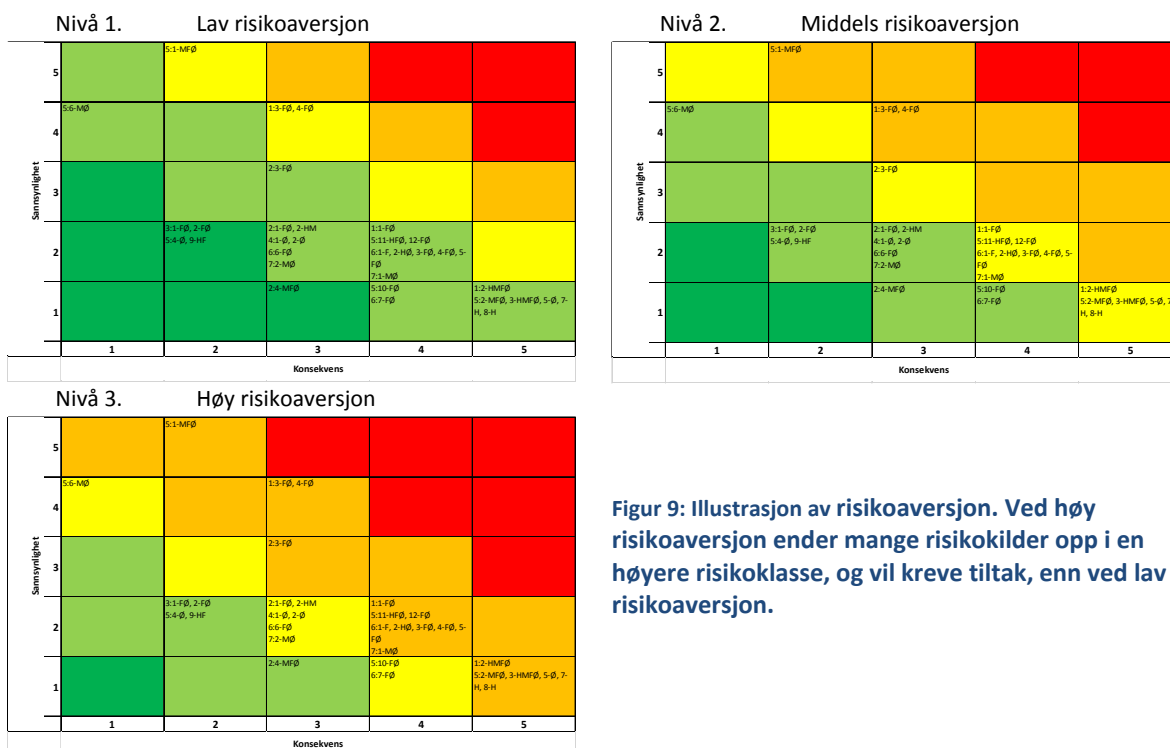 Nivå 1. Lav risikoaversjon
Sannsynlighet
5
5:1-MFØ
4
5:6-MØ
1:3-FØ, 4-FØ
3
2:3-FØ
2
3:1-FØ, 2-FØ
5:4-Ø, 9-HF
2:1-FØ, 2-HM
4:1-Ø, 2-Ø
6:6-FØ
7:2-MØ
1:1-FØ
5:11-HFØ, 12-FØ
6:1-F, 2-HØ, 3-FØ, 4-FØ, 5-
FØ
7:1-MØ
1
2:4-MFØ
5:10-FØ
6:7-FØ
1:2-HMFØ
5:2-MFØ, 3-HMFØ, 5-Ø, 7-
H, 8-H
1 2 3 4 5
Konsekvens
Nivå 2. Middels risikoaversjon
Sannsynlighet
5
5:1-MFØ
4
5:6-MØ
1:3-FØ, 4-FØ
3
2:3-FØ
2
3:1-FØ, 2-FØ
5:4-Ø, 9-HF
2:1-FØ, 2-HM
4:1-Ø, 2-Ø
6:6-FØ
7:2-MØ
1:1-FØ
5:11-HFØ, 12-FØ
6:1-F, 2-HØ, 3-FØ, 4-FØ, 5-
FØ
7:1-MØ
1
2:4-MFØ
5:10-FØ
6:7-FØ
1:2-HMFØ
5:2-MFØ, 3-HMFØ, 5-Ø, 7-
H, 8-H
1 2 3 4 5
Konsekvens
Nivå 3. Høy risikoaversjon
Sannsynlighet
5
5:1-MFØ
4
5:6-MØ
1:3-FØ, 4-FØ
3
2:3-FØ
2
3:1-FØ, 2-FØ
5:4-Ø, 9-HF
2:1-FØ, 2-HM
4:1-Ø, 2-Ø
6:6-FØ
7:2-MØ
1:1-FØ
5:11-HFØ, 12-FØ
6:1-F, 2-HØ, 3-FØ, 4-FØ, 5-
FØ
7:1-MØ
1
2:4-MFØ
5:10-FØ
6:7-FØ
1:2-HMFØ
5:2-MFØ, 3-HMFØ, 5-Ø, 7-
H, 8-H
1 2 3 4 5
Konsekvens
Figur 9: Illustrasjon av risikoaversjon. Ved høy
risikoaversjon ender mange risikokilder opp i en
høyere risikoklasse, og vil kreve tiltak, enn ved lav
risikoaversjon.